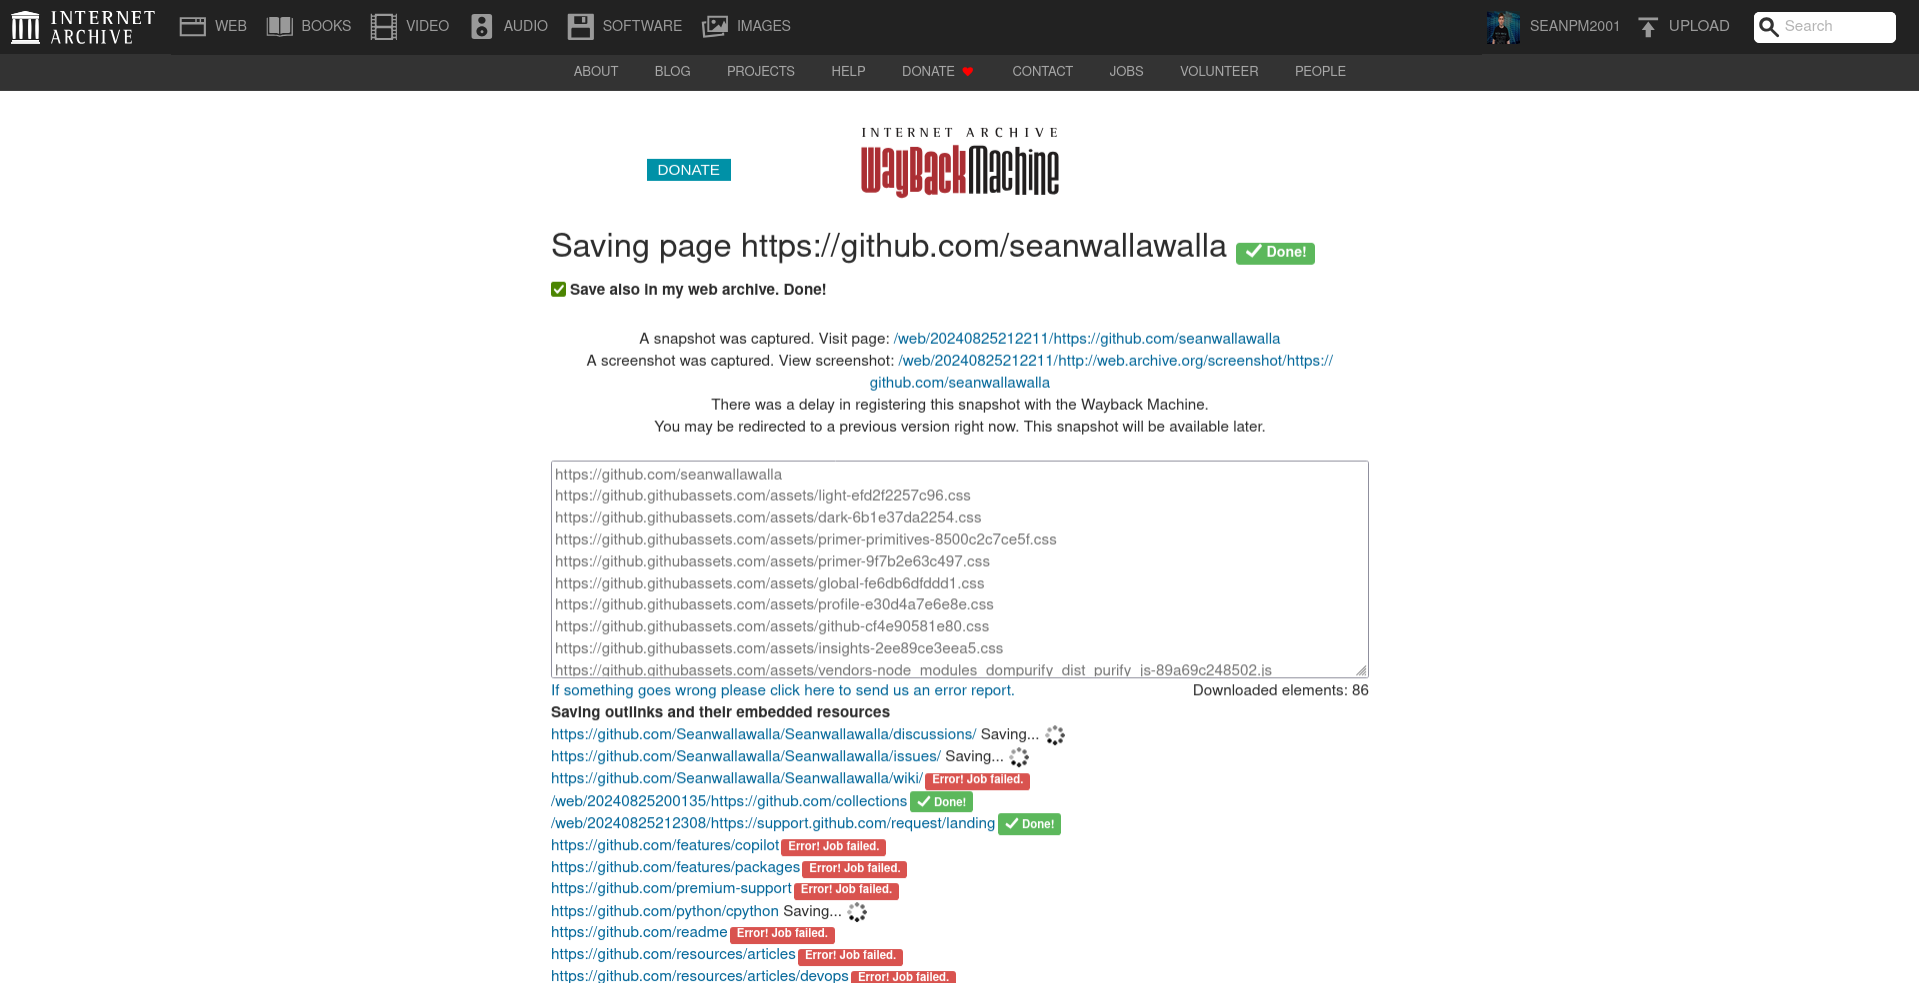 INTERNET ARCHIVE
WEB BOOKS VIDEO AUDIO SOFTWARE IMAGES SEANPM2001 UPLOAD Search
ABOUT BLOG PROJECTS HELP DONATE CONTACT JOBS VOLUNTEER PEOPLE
INTERNET ARCHIVE
WayBackMachine
DONATE
Saving page https://github.com/seanwallawalla Done!
Save also in my web archive. Done!
A snapshot was captured. Visit page: /web/20240825212211/https://github.com/seanwallawalla
A screenshot was captured. View screenshot: /web/20240825212211/http://web.archive.org/screenshot/https://
github.com/seanwallawalla
There was a delay in registering this snapshot with the Wayback Machine.
You may be redirected to a previous version right now. This snapshot will be available later.
https://github.com/seanwallawalla
https://github.githubassets.com/assets/light-efd2f2257c96.css
https://github.githubassets.com/assets/dark-6b1e37da2254.css
https://github.githubassets.com/assets/primer-primitives-8500c2c7ce5f.css
https://github.githubassets.com/assets/primer-9f7b2e63c497.css
https://github.githubassets.com/assets/global-fe6db6dfddd1.css
https://github.githubassets.com/assets/profile-e30d4a7e6e8e.css
https://github.githubassets.com/assets/github-cf4e90581e80.css
https://github.githubassets.com/assets/insights-2ee89ce3eea5.css
https://github.githubassets.com/assets/vendors-node_modules_dompurify_dist_purify_js-89a69c248502.js
If something goes wrong please click here to send us an error report. Downloaded elements: 86
Saving outlinks and their embedded resources
https://github.com/Seanwallawalla/Seanwallawalla/discussions/ Saving...
https://github.com/Seanwallawalla/Seanwallawalla/issues/ Saving...
https://github.com/Seanwallawalla/Seanwallawalla/wiki/ Error! Job failed.
/web/20240825200135/https://github.com/collections Done!
/web/20240825212308/https://support.github.com/request/landing Done!
https://github.com/features/copilot Error! Job failed.
https://github.com/features/packages Error! Job failed.
https://github.com/premium-support Error! Job failed.
https://github.com/python/cpython Saving...
https://github.com/readme Error! Job failed.
https://github.com/resources/articles Error! Job failed.
https://github.com/resources/articles/devops Error! Job failed.